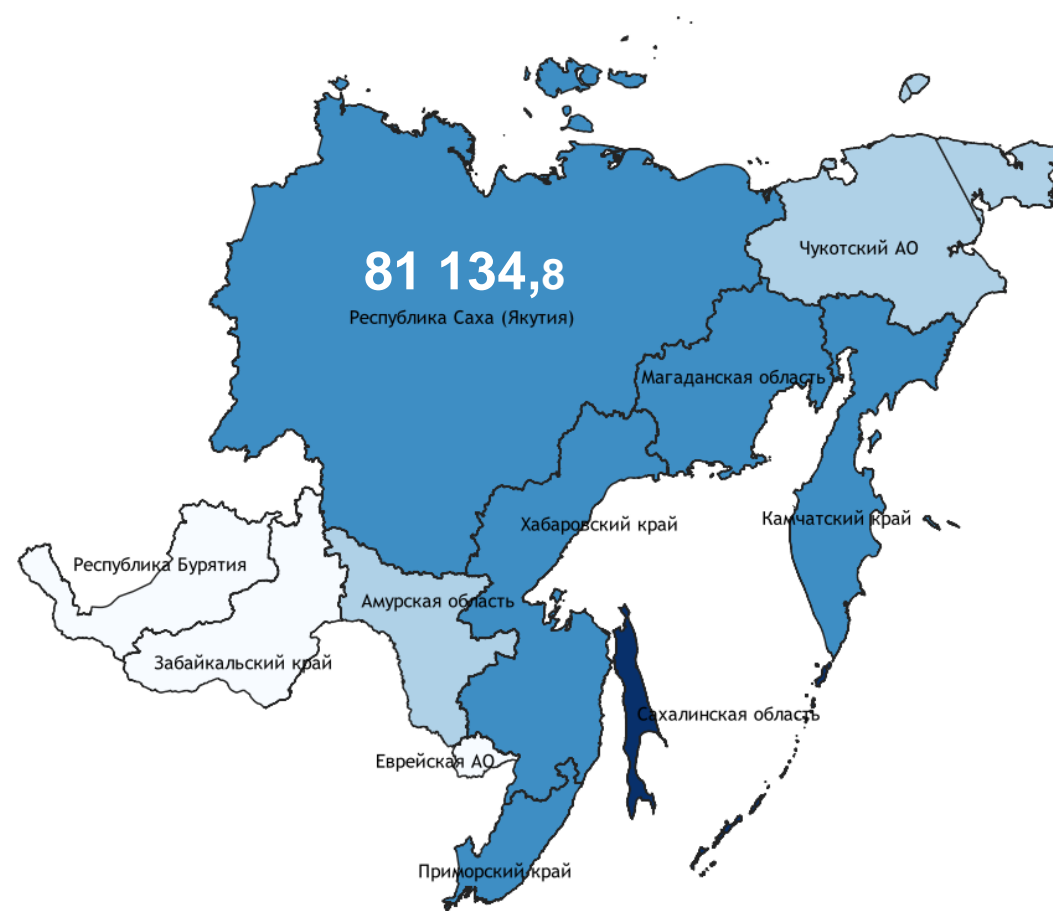 Чукотский АО
81 134,8
Республика Саха (Якутия)
Магаданская область
Хабаровский край
Камчатский край
Республика Бурятия
Амурская область
Забайкальский край
Сахалинская область
Еврейская АО
Приморский край